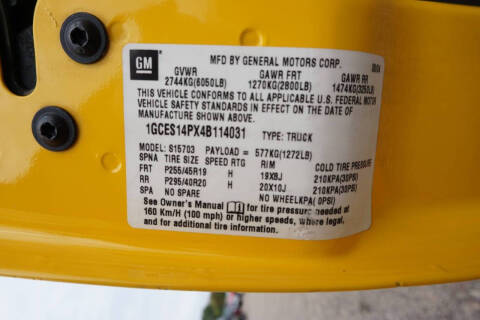 GM
MFD BY GENERAL MOTORS CORP.
GVWR GAWR FRT GAWR RR
2744KG(6050LB) 1270KG(2800LB) 1474KG(3250LB)
THIS VEHICLE CONFORMS TO ALL APPLICABLE U.S. FEDERAL MOTOR
VEHICLE SAFETY STANDARDS IN EFFECT ON THE DATE OF
MANUFACTURE SHOWN ABOVE.
1GCES14PX4B114031 TYPE: TRUCK
MODEL: S15703 PAYLOAD = 577KG(1272LB)
SPNA TIRE SIZE SPEED RTG RIM COLD TIRE PRESSURE
FRT P255/45R19 H 19X8J 210KPA(30PSI)
RR P295/40R20 H 20X10J 210KPA(30PSI)
SPA NO SPARE NO WHEELKPA( 0PSI)
See Owner's Manual for tire pressure needed at
160 Km/H (100 mph) or higher speeds, where legal,
and for additional tire information.